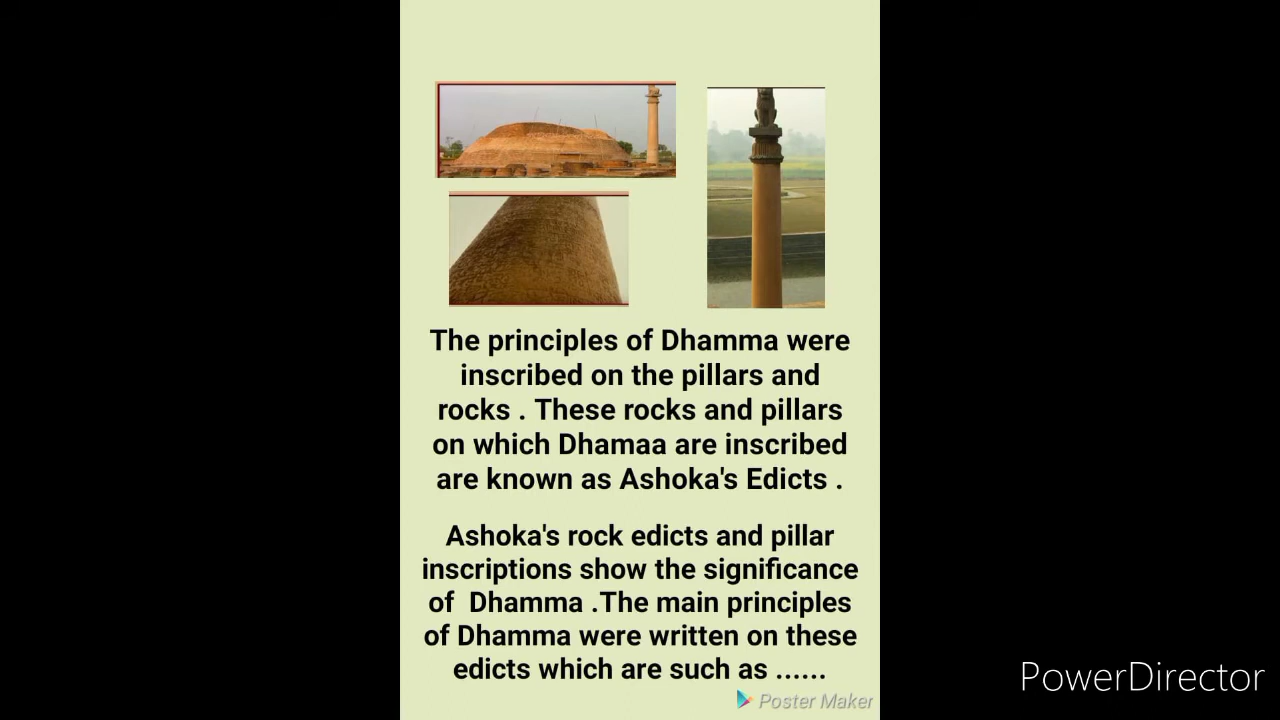 The principles of Dhamma were
inscribed on the pillars and
rocks . These rocks and pillars
on which Dhamaa are inscribed
are known as Ashoka's Edicts .
Ashoka's rock edicts and pillar
inscriptions show the significance
of Dhamma .The main principles
of Dhamma were written on these
edicts which are such as ......
Poster Maker
PowerDirector